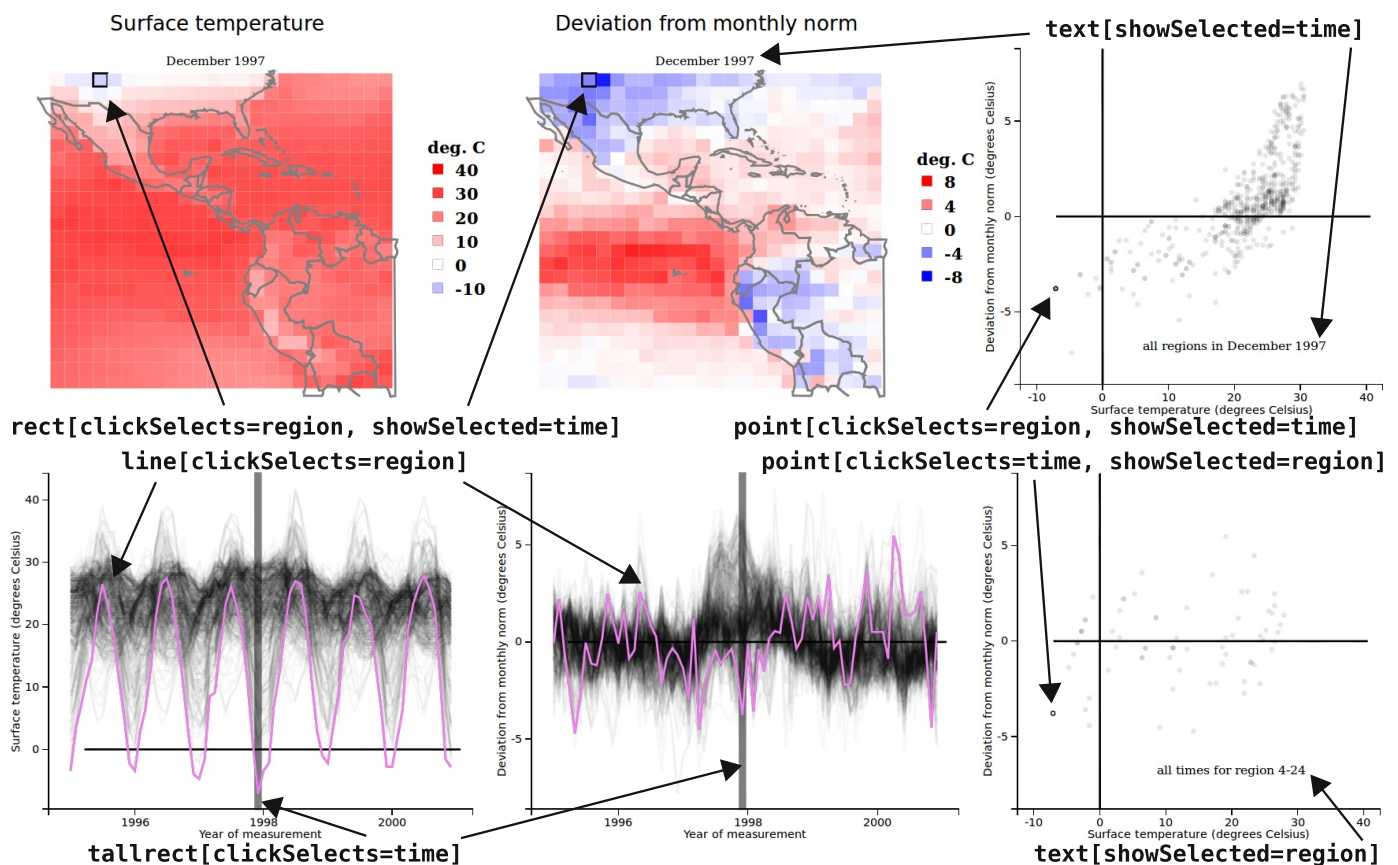 Surface temperature
Deviation from monthly norm
text[showSelected=time]
December 1997
December 1997
deg. C
40
30
20
10
0
-10
deg. C
8
4
0
-4
-8
Deviation from monthly norm (degrees Celsius)
5
0
-5
all regions in December 1997
-10
0
10
20
30
40
Surface temperature (degrees Celsius)
rect[clickSelects=region, showSelected=time]
point[clickSelects=region, showSelected=time]
line[clickSelects=region]
point[clickSelects=time, showSelected=region]
Surface temperature (degrees Celsius)
40
30
20
10
0
1996
1998
2000
Year of measurement
Deviation from monthly norm (degrees Celsius)
5
0
-5
1996
1998
2000
Year of measurement
Deviation from monthly norm (degrees Celsius)
5
0
-5
all times for region 4-24
-10
0
10
20
30
40
Surface temperature (degrees Celsius)
tallrect[clickSelects=time]
text[showSelected=region]